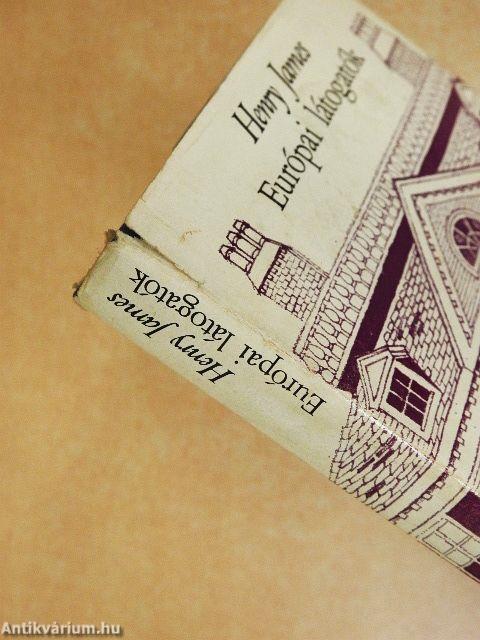 Henry James
Európai látogatók
Henry James
Európai látogatók
Antikvárium.hu